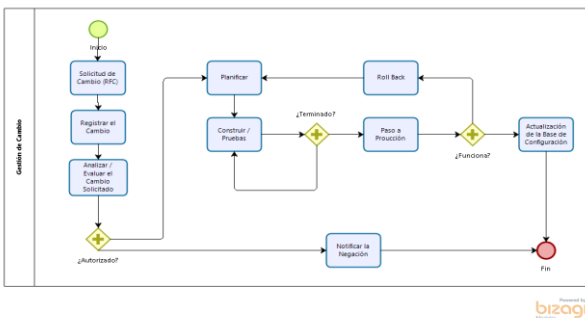 Gestión de Cambio
Inicio
Solicitud de
Cambio (RFC)
Registrar el
Cambio
Analizar /
Evaluar el
Cambio
Solicitado
¿Autorizado?
Planificar
Roll Back
¿Terminado?
Construir /
Pruebas
Paso a
Proucción
¿Funciona?
Actualización
de la Base de
Configuración
Notificar la
Negación
Fin
Powered by
bizagi